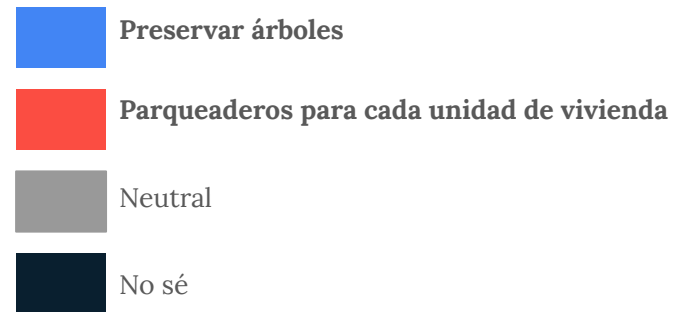 Preservar árboles
Parqueaderos para cada unidad de vivienda
Neutral
No sé